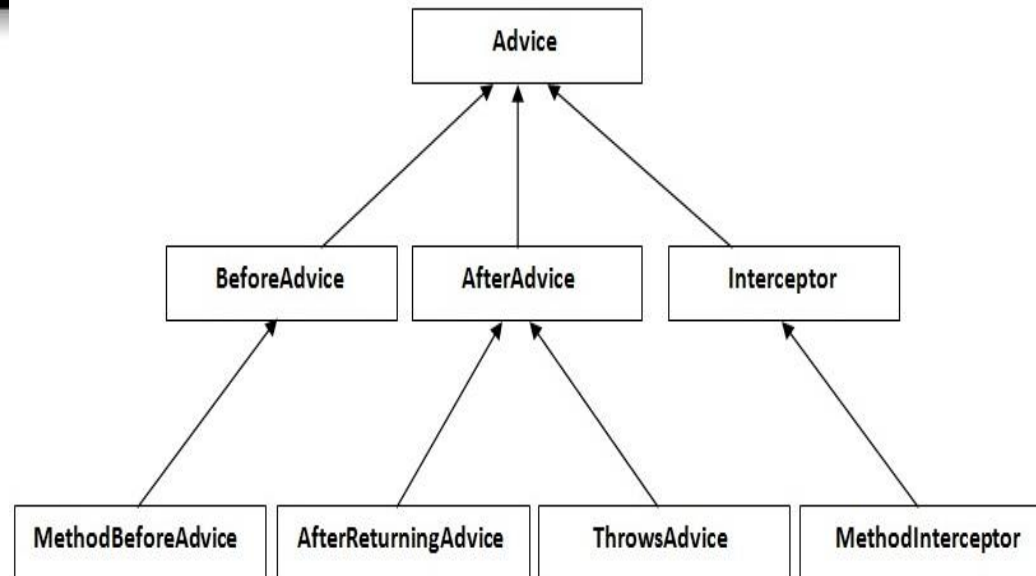 Advice
BeforeAdvice
AfterAdvice
Interceptor
MethodBeforeAdvice
AfterReturningAdvice
ThrowsAdvice
MethodInterceptor